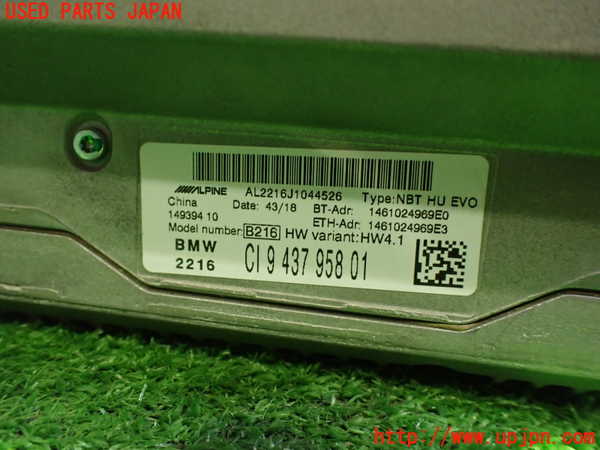 USED PARTS JAPAN
ALPINE AL2216J1044526 Type:NBT HU EVO
China Date: 43/18 BT-Adr: 1461024969E0
149394 10 ETH-Adr: 1461024969E3
Model number: B216 HW variant:HW4.1
BMW
2216 CI 9 437 958 01
http://www.upjpn.com